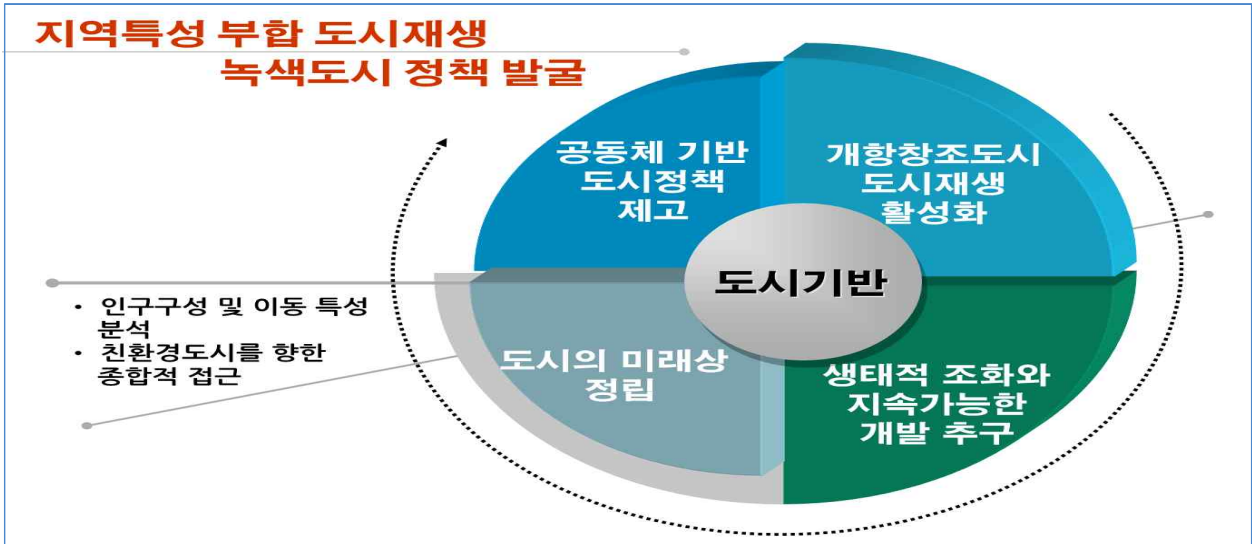 지역특성 부합 도시재생
녹색도시 정책 발굴
공동체 기반
도시정책
제고
개항창조도시
도시재생
활성화
도시기반
• 인구구성 및 이동 특성
분석
• 친환경도시를 향한
종합적 접근
도시의 미래상
정립
생태적 조화와
지속가능한
개발 추구